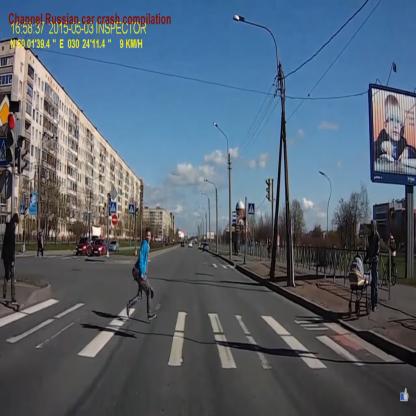 Channel Russian car crash compilation
16:58:37 2015-05-03 INSPECTOR
N 60 01'39.4 " E 030 24'11.4 " 9 KM/H